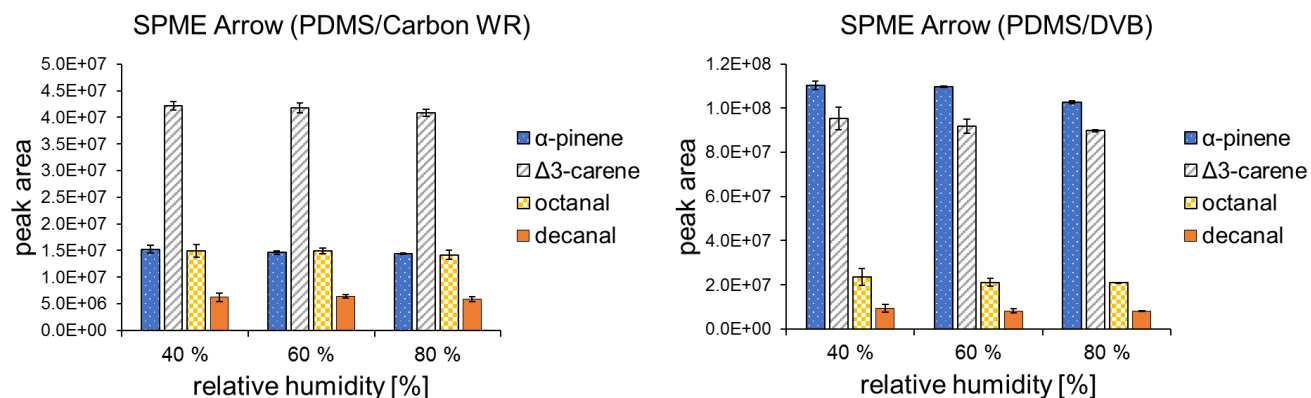 SPME Arrow (PDMS/Carbon WR)
5.0E+07
4.5E+07
4.0E+07
3.5E+07
3.0E+07
2.5E+07
2.0E+07
1.5E+07
1.0E+07
5.0E+06
0.0E+00
peak area
40 %
60 %
80 %
relative humidity [%]
α-pinene
Δ3-carene
octanal
decanal
SPME Arrow (PDMS/DVB)
1.2E+08
1.0E+08
8.0E+07
6.0E+07
4.0E+07
2.0E+07
0.0E+00
peak area
40 %
60 %
80 %
relative humidity [%]
α-pinene
Δ3-carene
octanal
decanal